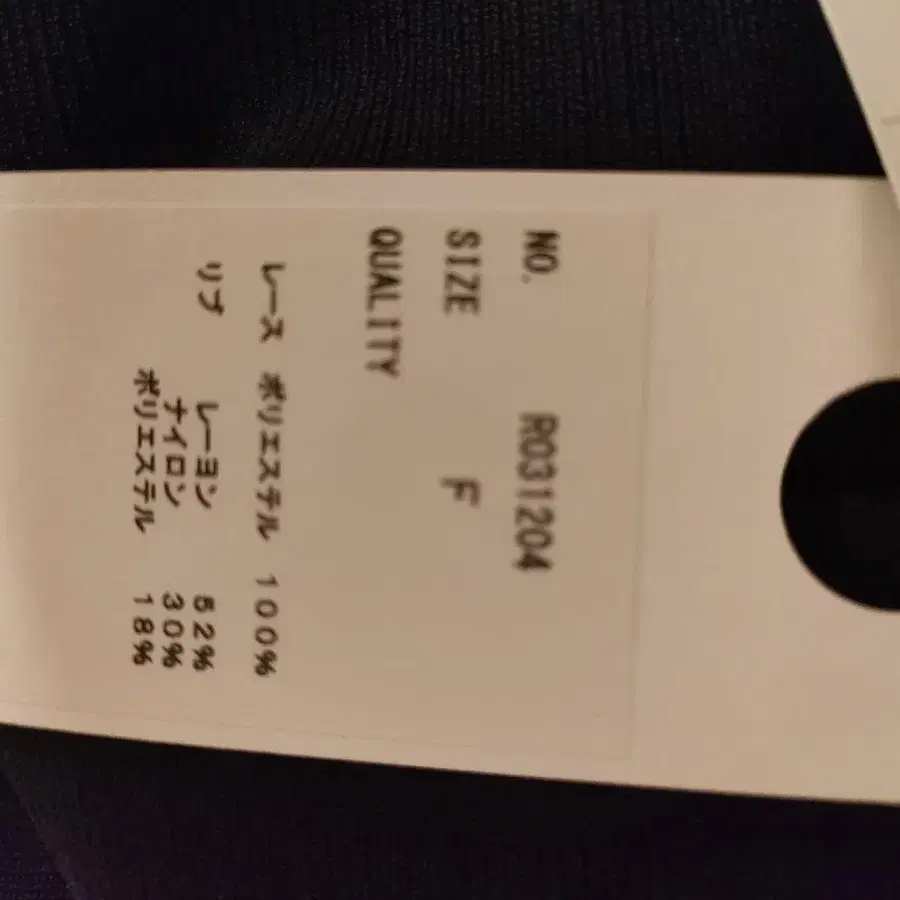 NO. R031204
SIZE F
QUALITY
レース ポリエステル 100%
リブ レーヨン 52%
ナイロン 30%
ポリエステル 18%